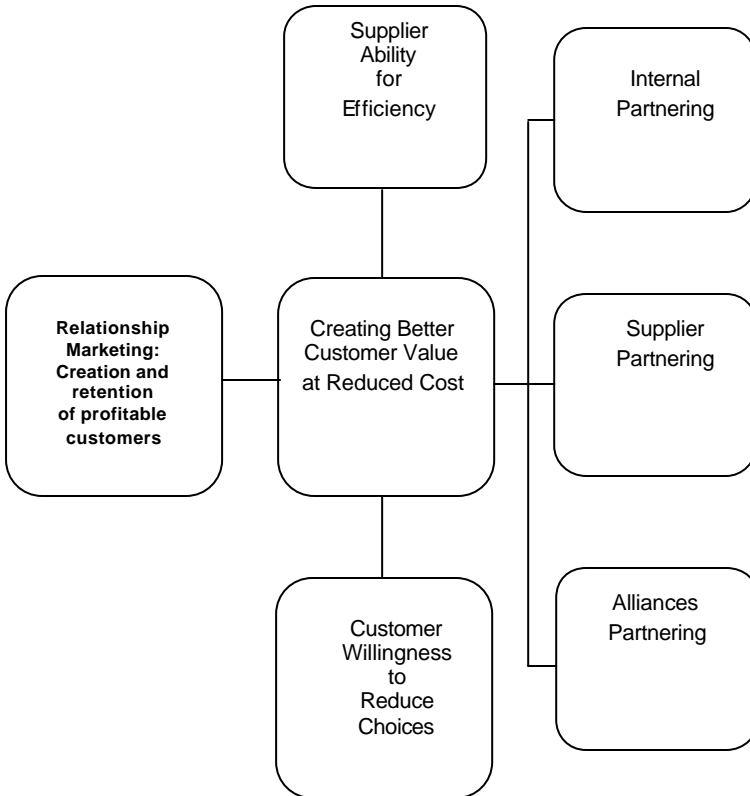 Supplier
Ability
for
Efficiency
Internal
Partnering
Relationship
Marketing:
Creation and
retention
of profitable
customers
Creating Better
Customer Value
at Reduced Cost
Supplier
Partnering
Customer
Willingness
to
Reduce
Choices
Alliances
Partnering